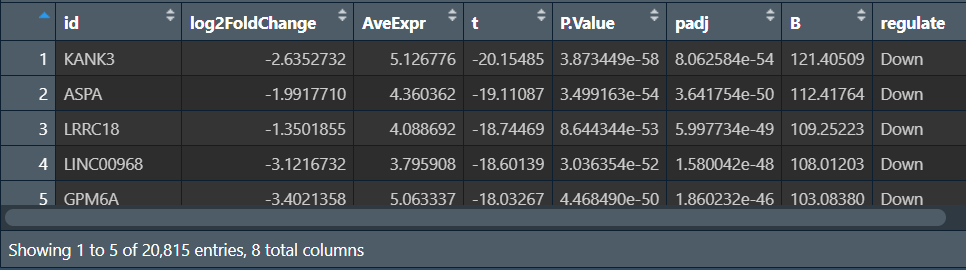 id log2FoldChange AveExpr t P.Value padj B regulate
1 KANK3 -2.6352732 5.126776 -20.15485 3.873449e-58 8.062584e-54 121.40509 Down
2 ASPA -1.9917710 4.360362 -19.11087 3.499163e-54 3.641754e-50 112.41764 Down
3 LRRC18 -1.3501855 4.088692 -18.74469 8.644344e-53 5.997734e-49 109.25223 Down
4 LINC00968 -3.1216732 3.795908 -18.60139 3.036354e-52 1.580042e-48 108.01203 Down
5 GPM6A -3.4021358 5.063337 -18.03267 4.468490e-50 1.860232e-46 103.08380 Down
Showing 1 to 5 of 20,815 entries, 8 total columns